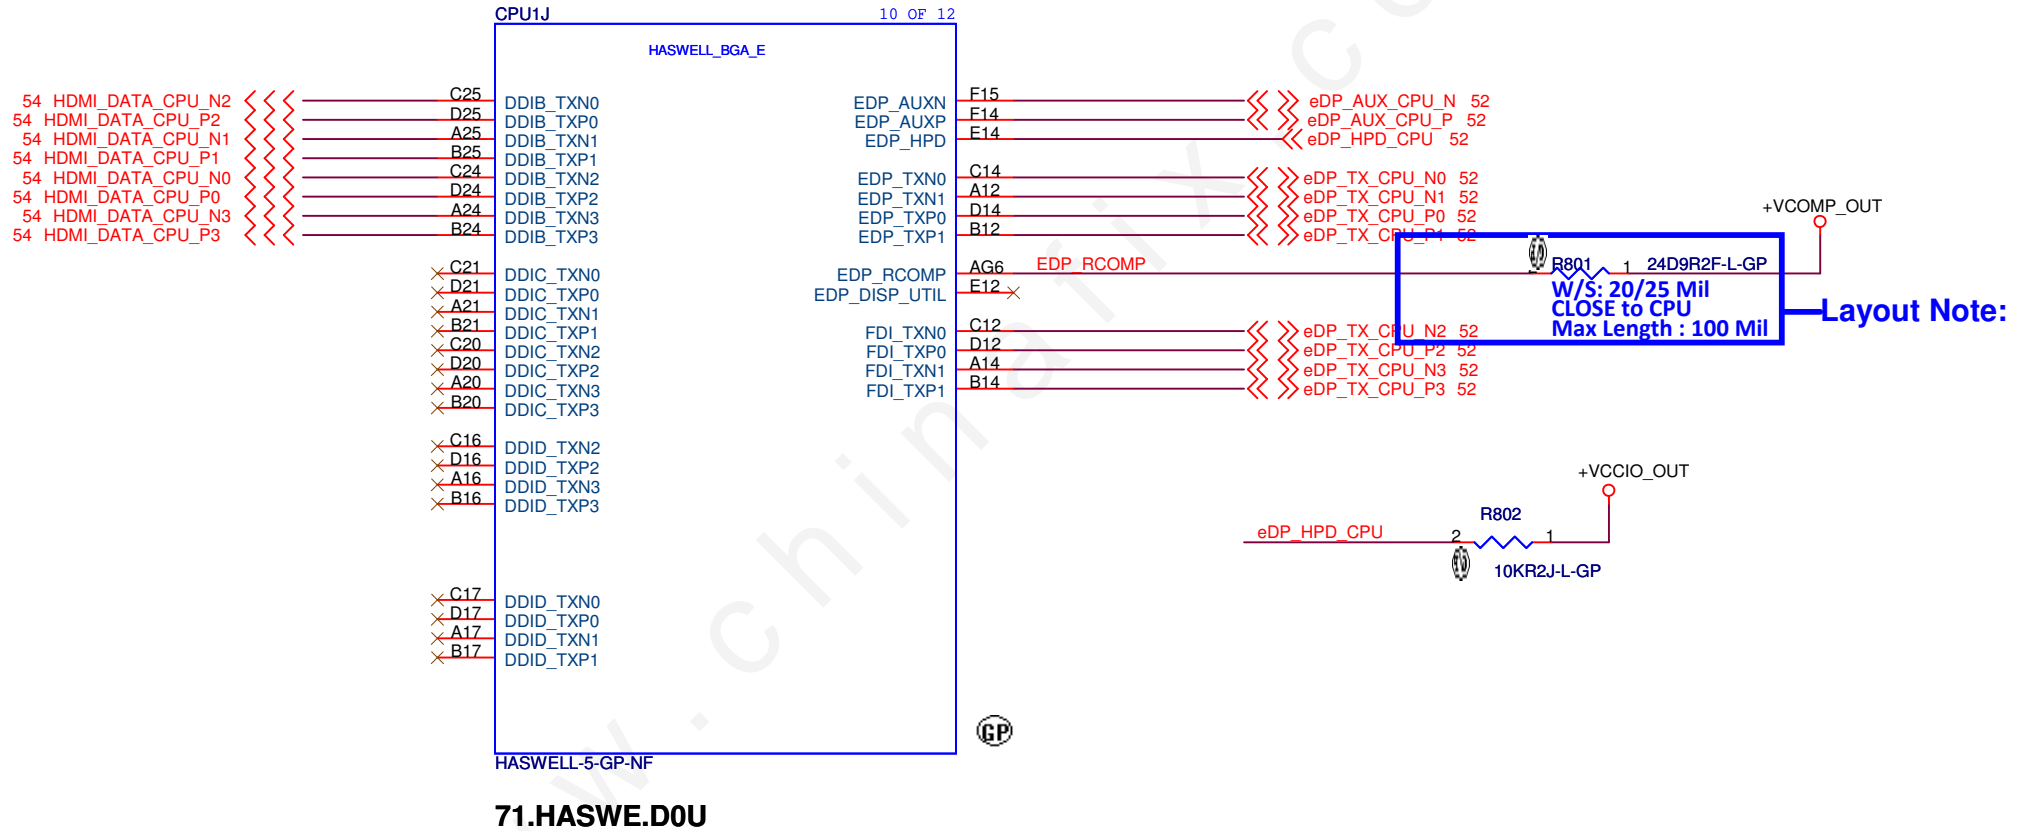 CPU1J
10 OF 12
HASWELL_BGA_E
54 HDMI_DATA_CPU_N2
54 HDMI_DATA_CPU_P2
54 HDMI_DATA_CPU_N1
54 HDMI_DATA_CPU_P1
54 HDMI_DATA_CPU_N0
54 HDMI_DATA_CPU_P0
54 HDMI_DATA_CPU_N3
54 HDMI_DATA_CPU_P3
C25 DDIB_TXN0
D25 DDIB_TXP0
A25 DDIB_TXN1
B25 DDIB_TXP1
C24 DDIB_TXN2
D24 DDIB_TXP2
A24 DDIB_TXN3
B24 DDIB_TXP3
C21 DDIC_TXN0
D21 DDIC_TXP0
A21 DDIC_TXN1
B21 DDIC_TXP1
C20 DDIC_TXN2
D20 DDIC_TXP2
A20 DDIC_TXN3
B20 DDIC_TXP3
C16 DDID_TXN2
D16 DDID_TXP2
A16 DDID_TXN3
B16 DDID_TXP3
C17 DDID_TXN0
D17 DDID_TXP0
A17 DDID_TXN1
B17 DDID_TXP1
EDP_AUXN F15 eDP_AUX_CPU_N 52
EDP_AUXP F14 eDP_AUX_CPU_P 52
EDP_HPD E14 eDP_HPD_CPU 52
EDP_TXN0 C14 eDP_TX_CPU_N0 52
EDP_TXN1 A12 eDP_TX_CPU_N1 52
EDP_TXP0 D14 eDP_TX_CPU_P0 52
EDP_TXP1 B12 eDP_TX_CPU_P1 52
EDP_RCOMP AG6 EDP_RCOMP
EDP_DISP_UTIL E12
FDI_TXN0 C12 eDP_TX_CPU_N2 52
FDI_TXP0 D12 eDP_TX_CPU_P2 52
FDI_TXN1 A14 eDP_TX_CPU_N3 52
FDI_TXP1 B14 eDP_TX_CPU_P3 52
+VCOMP_OUT
2 R801 1 24D9R2F-L-GP
W/S: 20/25 Mil
CLOSE to CPU
Max Length : 100 Mil
Layout Note:
+VCCIO_OUT
R802
eDP_HPD_CPU 2 1
10KR2J-L-GP
GP
HASWELL-5-GP-NF
71.HASWE.D0U
w.chinafix.c